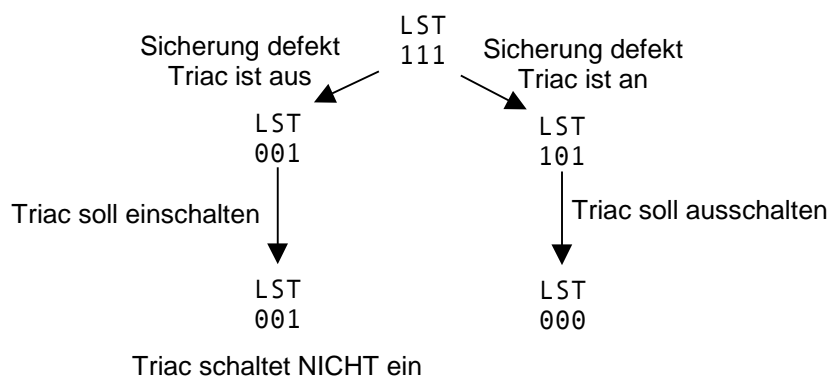 LST
111
Sicherung defekt
Triac ist aus
Sicherung defekt
Triac ist an
LST
001
LST
101
Triac soll einschalten
Triac soll ausschalten
LST
001
LST
000
Triac schaltet NICHT ein